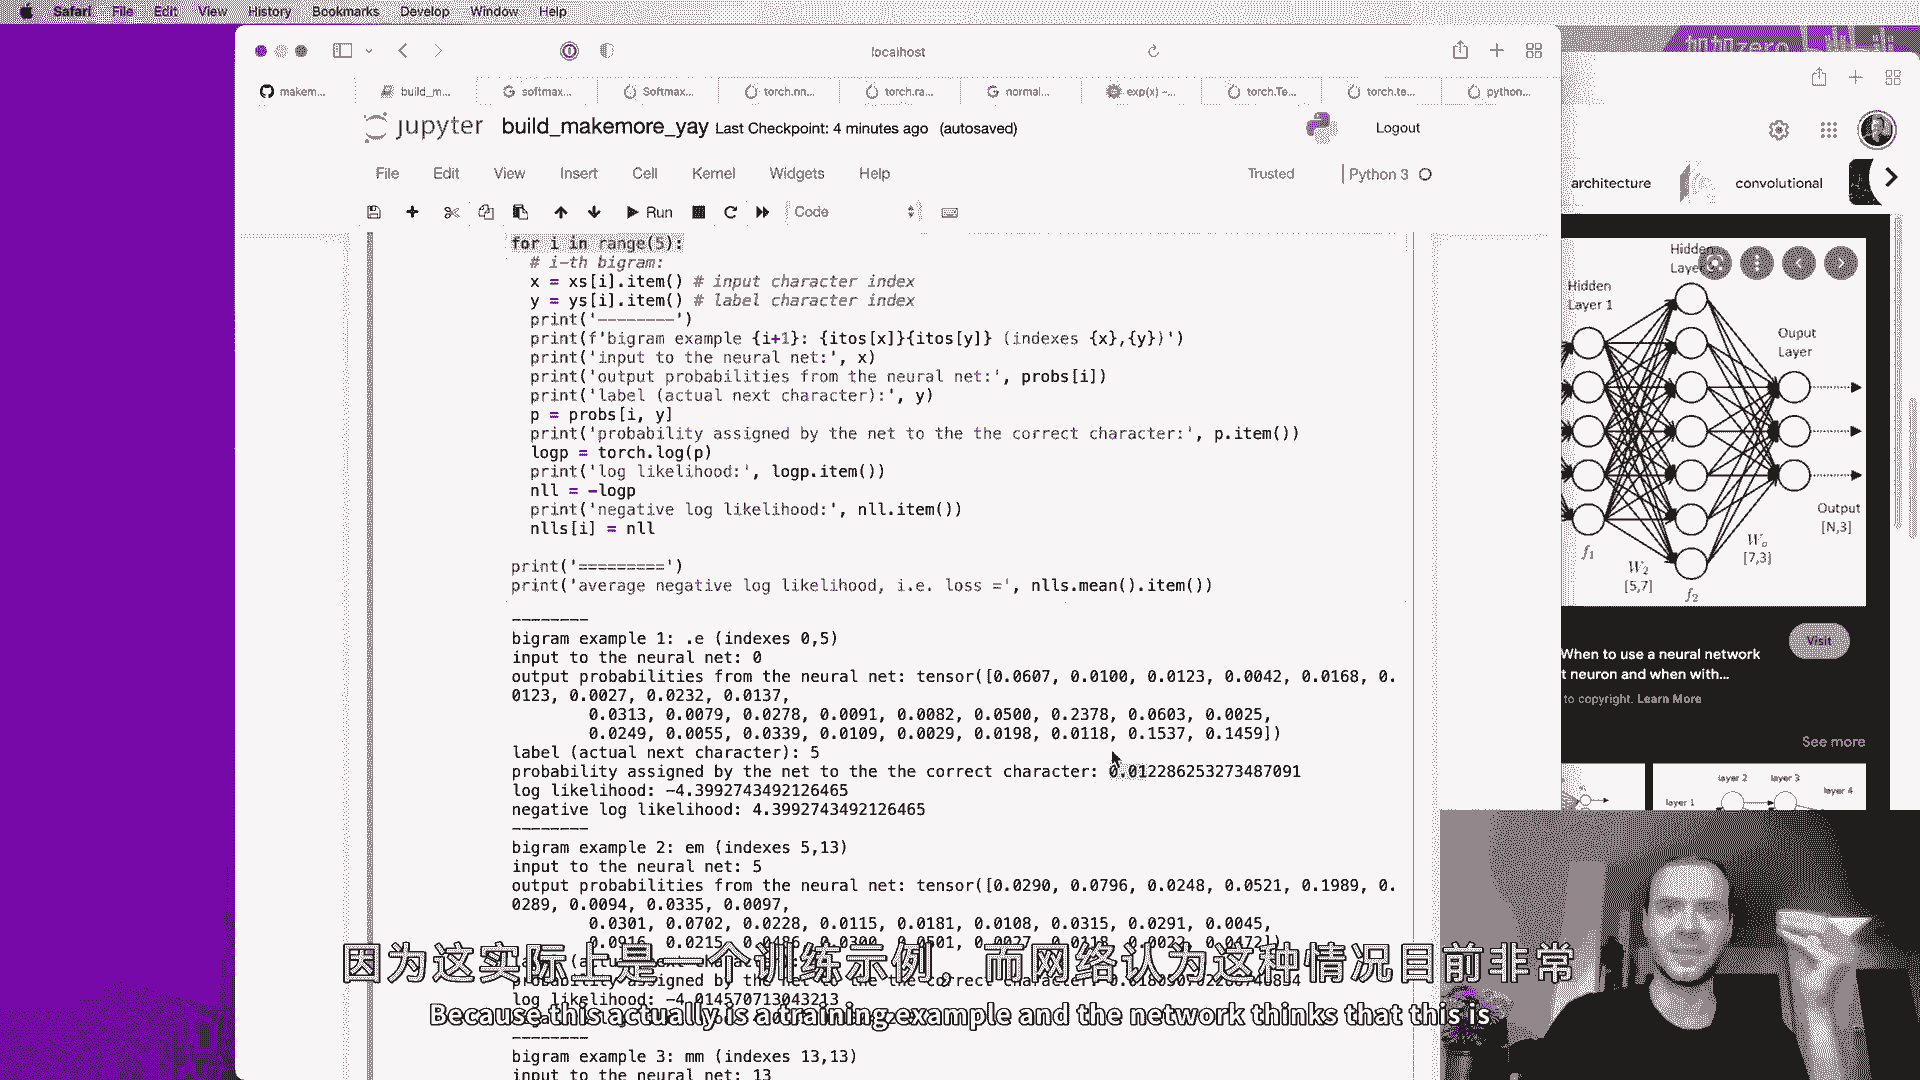 Safari File Edit View History Bookmarks Develop Window Help
localhost
makem... build_m... softmax... Softmax... torch.nn... torch.ra... normal... exp(x) –... torch.Te... torch.te... python...
jupyter build_makemore_yay Last Checkpoint: 4 minutes ago (autosaved) Logout
File Edit View Insert Cell Kernel Widgets Help Trusted Python 3
Run Code
for i in range(5):
# i-th bigram:
x = xs[i].item() # input character index
y = ys[i].item() # label character index
print('--------')
print(f'bigram example {i+1}: {itos[x]}{itos[y]} (indexes {x},{y})')
print('input to the neural net:', x)
print('output probabilities from the neural net:', probs[i])
print('label (actual next character):', y)
p = probs[i, y]
print('probability assigned by the net to the the correct character:', p.item())
logp = torch.log(p)
print('log likelihood:', logp.item())
nll = -logp
print('negative log likelihood:', nll.item())
nlls[i] = nll
print('=========')
print('average negative log likelihood, i.e. loss =', nlls.mean().item())
--------
bigram example 1: .e (indexes 0,5)
input to the neural net: 0
output probabilities from the neural net: tensor([0.0607, 0.0100, 0.0123, 0.0042, 0.0168, 0.
0123, 0.0027, 0.0232, 0.0137,
0.0313, 0.0079, 0.0278, 0.0091, 0.0082, 0.0500, 0.2378, 0.0603, 0.0025,
0.0249, 0.0055, 0.0339, 0.0109, 0.0029, 0.0198, 0.0118, 0.1537, 0.1459])
label (actual next character): 5
probability assigned by the net to the the correct character: 0.012286253273487091
log likelihood: -4.3992743492126465
negative log likelihood: 4.3992743492126465
--------
bigram example 2: em (indexes 5,13)
input to the neural net: 5
output probabilities from the neural net: tensor([0.0290, 0.0796, 0.0248, 0.0521, 0.1989, 0.
0289, 0.0094, 0.0335, 0.0097,
0.0301, 0.0702, 0.0228, 0.0115, 0.0181, 0.0108, 0.0315, 0.0291, 0.0045,
log likelihood: -4.014570713043213
--------
bigram example 3: mm (indexes 13,13)
input to the neural net: 13
因为这实际上是一个训练示例，而网络认为这种情况目前非常
Because this actually is a training example and the network thinks that this is
architecture convolutional
Hidden
Layer
Hidden
Layer 1
Ouput
Layer
Output
[N,3]
f1
W2
[5,7]
f2
Wo
[7,3]
Visit
When to use a neural network
t neuron and when with...
to copyright. Learn More
See more
layer 1 layer 2 layer 3 layer 4